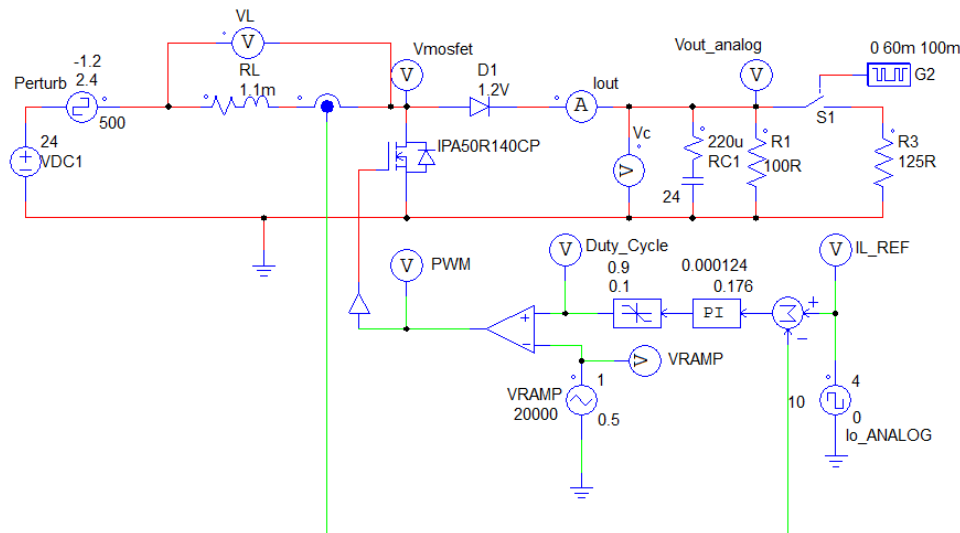 VL
-1.2
2.4
Perturb
500
24
VDC1
V
RL
1.1m
Vmosfet
V
D1
1.2V
IPA50R140CP
Iout
A
Vc
V
24
220u
RC1
Vout_analog
V
R1
100R
S1
0 60m 100m
G2
R3
125R
V
PWM
V
Duty_Cycle
0.9
0.1
0.000124
0.176
PI
Σ
+
-
V
IL_REF
+
-
V
VRAMP
VRAMP
20000
1
0.5
10
4
0
Io_ANALOG